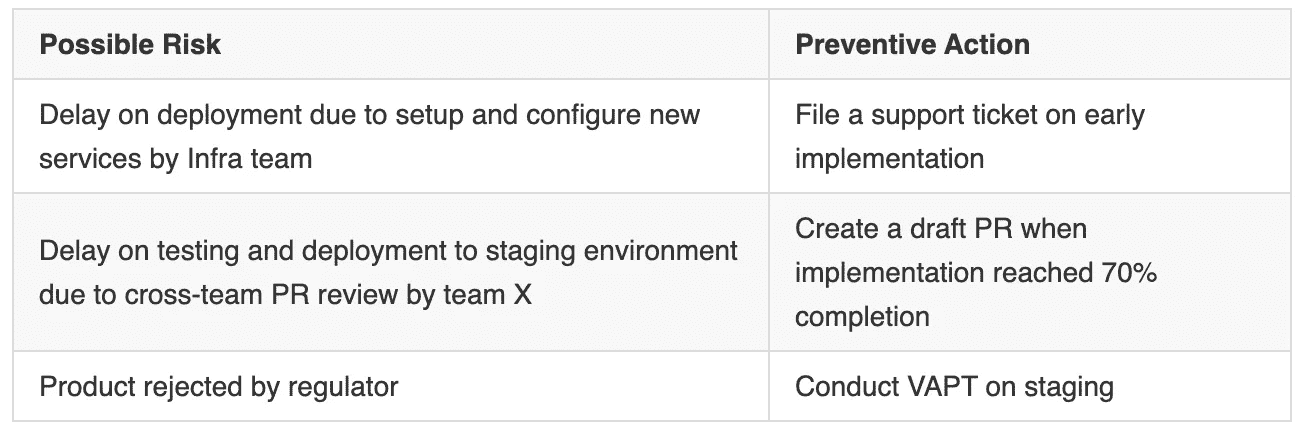 Possible Risk
Preventive Action
Delay on deployment due to setup and configure new
services by Infra team
File a support ticket on early
implementation
Delay on testing and deployment to staging environment
due to cross-team PR review by team X
Create a draft PR when
implementation reached 70%
completion
Product rejected by regulator
Conduct VAPT on staging